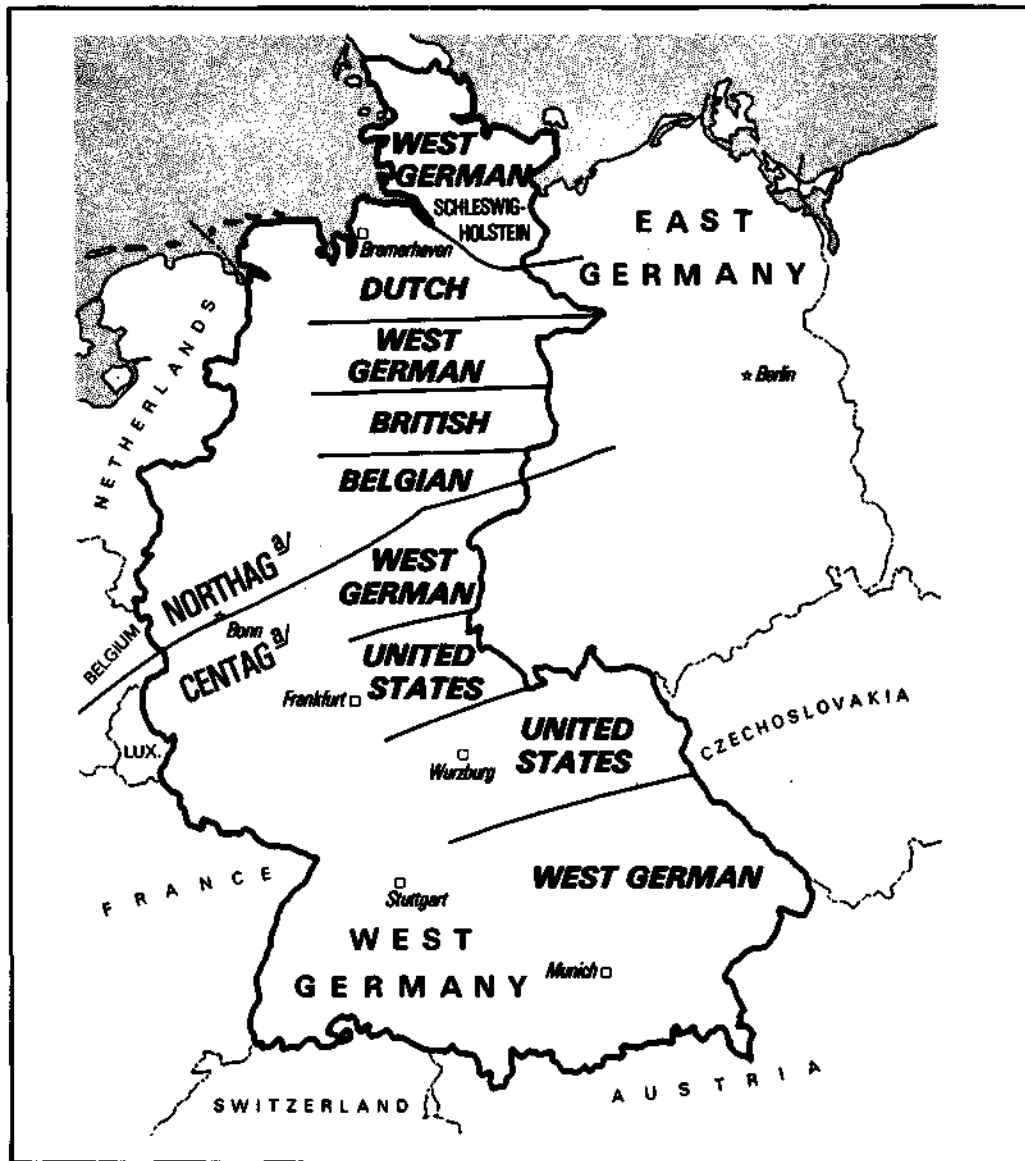 WEST
GERMAN
SCHLESWIG-
HOLSTEIN
EAST
GERMANY
Bremerhaven
DUTCH
NETHERLANDS
WEST
GERMAN
* Berlin
BRITISH
BELGIAN
NORTHAG a/
WEST
GERMAN
BELGIUM
Bonn
CENTAG a/
UNITED
STATES
Frankfurt
CZECHOSLOVAKIA
UNITED
STATES
LUX.
Wurzburg
FRANCE
WEST GERMAN
Stuttgart
WEST
GERMANY
Munich
AUSTRIA
SWITZERLAND